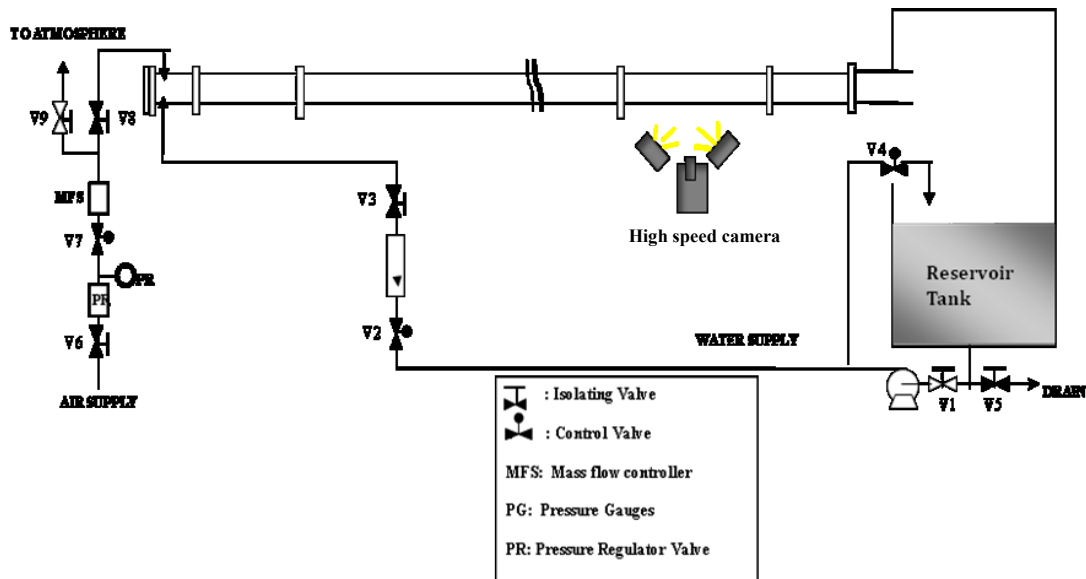 TO ATMOSPHERE
V9
V8
MFS
V7
PR
PR
V6
AIR SUPPLY
V3
V2
High speed camera
V4
Reservoir
Tank
WATER SUPPLY
V1
V5
DRAIN
: Isolating Valve
: Control Valve
MFS: Mass flow controller
PG: Pressure Gauges
PR: Pressure Regulator Valve